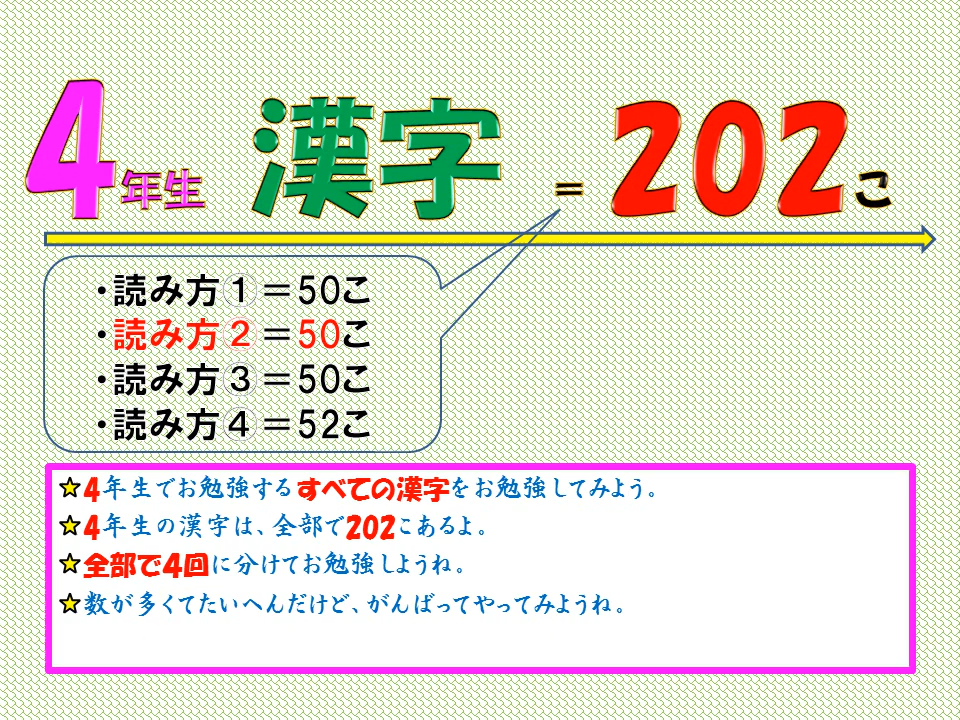 4年生 漢字 = 202こ
・読み方①＝50こ
・読み方②＝50こ
・読み方③＝50こ
・読み方④＝52こ
☆4年生でお勉強するすべての漢字をお勉強してみよう。
☆4年生の漢字は、全部で202こあるよ。
☆全部で4回に分けてお勉強しようね。
☆数が多くてたいへんだけど、がんばってやってみようね。